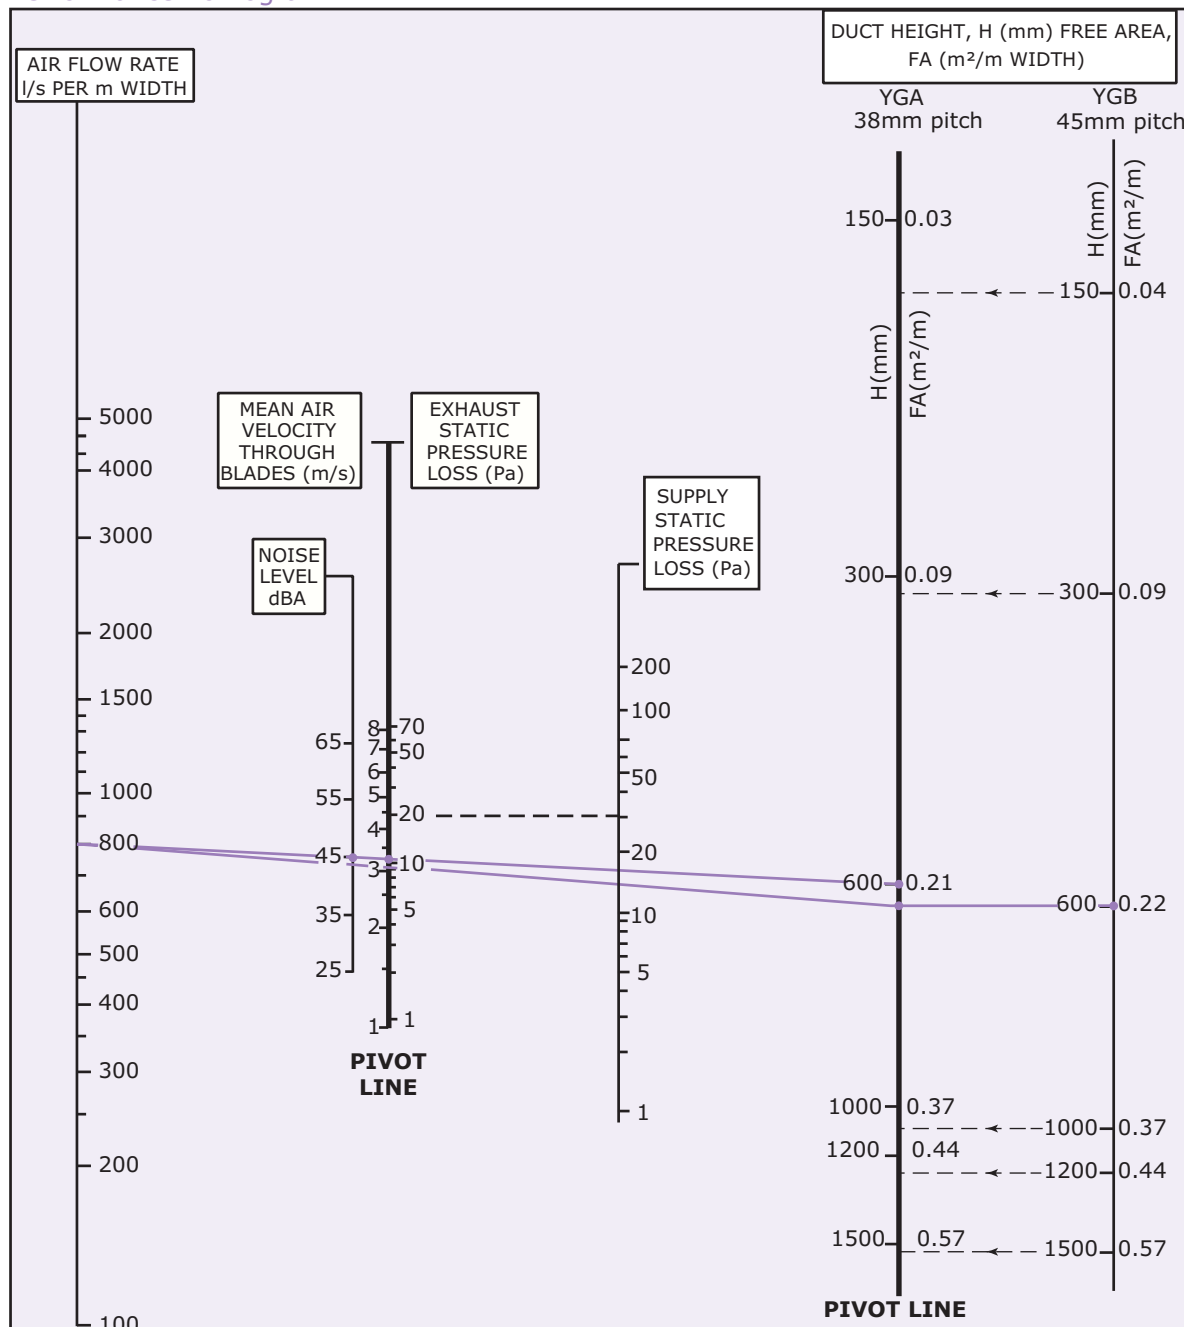 AIR FLOW RATE
l/s PER m WIDTH
DUCT HEIGHT, H (mm) FREE AREA,
FA (m²/m WIDTH)
YGA
38mm pitch
YGB
45mm pitch
H(mm)
FA(m²/m)
150 0.03
150 0.04
H(mm)
FA(m²/m)
300 0.09
300 0.09
600 0.21
600 0.22
1000 0.37
1000 0.37
1200 0.44
1200 0.44
1500 0.57
1500 0.57
PIVOT LINE
5000
4000
3000
2000
1500
1000
800
600
500
400
300
200
100
MEAN AIR
VELOCITY
THROUGH
BLADES (m/s)
EXHAUST
STATIC
PRESSURE
LOSS (Pa)
NOISE
LEVEL
dBA
65
55
45
35
25
8 70
7 50
6
5
20
4
10
3
5
2
1 1
PIVOT
LINE
SUPPLY
STATIC
PRESSURE
LOSS (Pa)
200
100
50
20
10
5
1